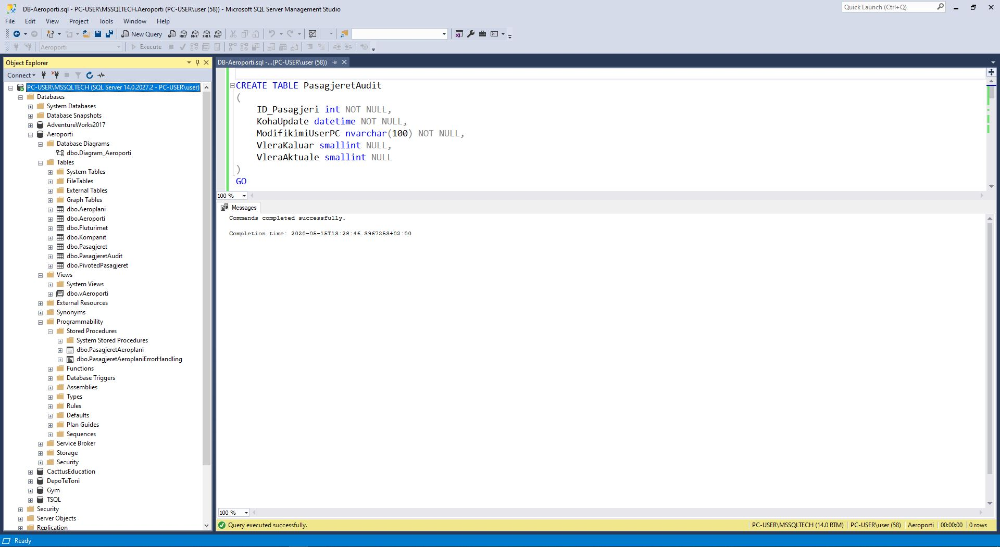 DB-Aeroporti.sql - PC-USER\MSSQLTECH.Aeroporti (PC-USER\user (58)) - Microsoft SQL Server Management Studio
Quick Launch (Ctrl+Q)
File Edit View Project Tools Window Help
New Query
MDX DMX XMLA DAX
Aeroporti
Execute
Object Explorer
Connect
PC-USER\MSSQLTECH (SQL Server 14.0.2027.2 - PC-USER\user)
Databases
System Databases
Database Snapshots
AdventureWorks2017
Aeroporti
Database Diagrams
dbo.Diagram_Aeroporti
Tables
System Tables
FileTables
External Tables
Graph Tables
dbo.Aeroplani
dbo.Aeroporti
dbo.Fluturimet
dbo.Kompanit
dbo.Pasagjeret
dbo.PasagjeretAudit
dbo.PivotedPasagjeret
Views
System Views
dbo.vAeroporti
External Resources
Synonyms
Programmability
Stored Procedures
System Stored Procedures
dbo.PasagjeretAeroplani
dbo.PasagjeretAeroplaniErrorHandling
Functions
Database Triggers
Assemblies
Types
Rules
Defaults
Plan Guides
Sequences
Service Broker
Storage
Security
CacttusEducation
DepoTeToni
Gym
TSQL
Security
Server Objects
Replication
DB-Aeroporti.sql -...(PC-USER\user (58))
CREATE TABLE PasagjeretAudit
(
ID_Pasagjeri int NOT NULL,
KohaUpdate datetime NOT NULL,
ModifikimiUserPC nvarchar(100) NOT NULL,
VleraKaluar smallint NULL,
VleraAktuale smallint NULL
)
GO
100 %
Messages
Commands completed successfully.
Completion time: 2020-05-15T13:28:46.3967253+02:00
100 %
Query executed successfully.
PC-USER\MSSQLTECH (14.0 RTM) PC-USER\user (58) Aeroporti 00:00:00 0 rows
Ready